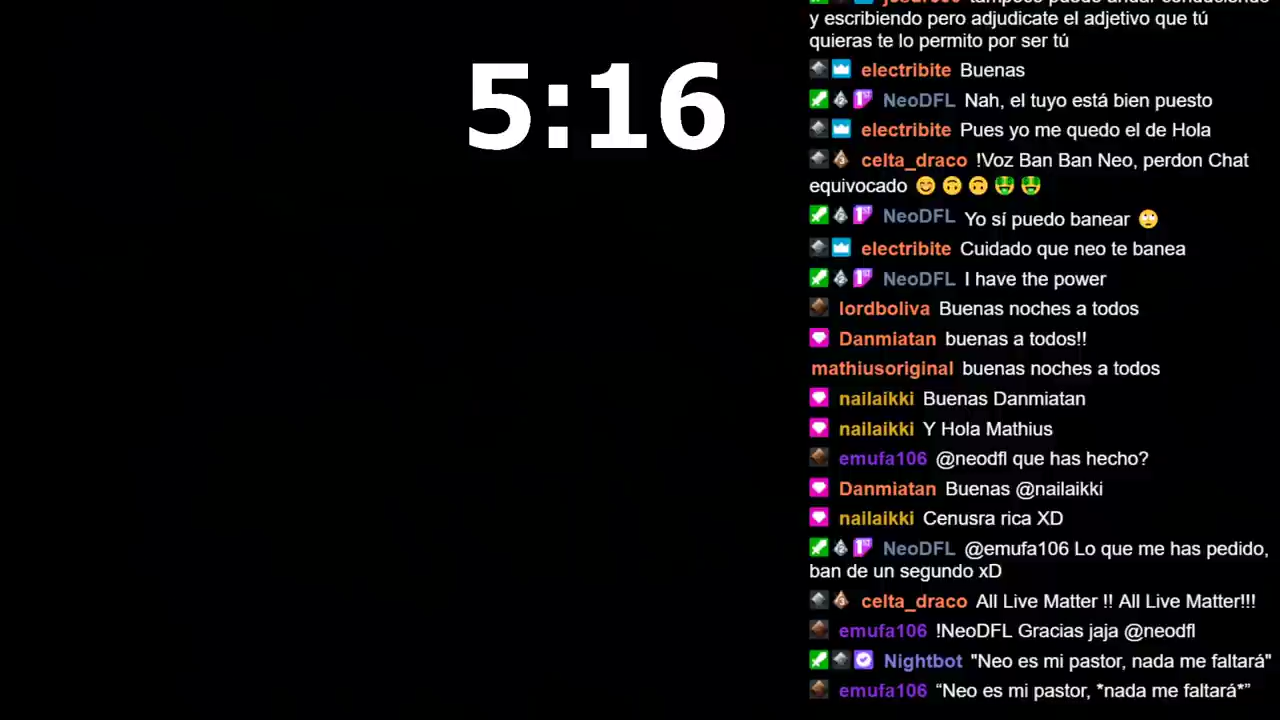 5:16
y escribiendo pero adjudicate el adjetivo que tú
quieras te lo permito por ser tú
electribite Buenas
NeoDFL Nah, el tuyo está bien puesto
electribite Pues yo me quedo el de Hola
celta_draco !Voz Ban Ban Neo, perdon Chat
equivocado 😊 🙃 🙃 🤑 🤑
NeoDFL Yo sí puedo banear 🙄
electribite Cuidado que neo te banea
NeoDFL I have the power
lordboliva Buenas noches a todos
Danmiatan buenas a todos!!
mathiusoriginal buenas noches a todos
nailaikki Buenas Danmiatan
nailaikki Y Hola Mathius
emufa106 @neodfl que has hecho?
Danmiatan Buenas @nailaikki
nailaikki Cenusra rica XD
NeoDFL @emufa106 Lo que me has pedido,
ban de un segundo xD
celta_draco All Live Matter !! All Live Matter!!!
emufa106 !NeoDFL Gracias jaja @neodfl
Nightbot "Neo es mi pastor, nada me faltará"
emufa106 “Neo es mi pastor, *nada me faltará*”